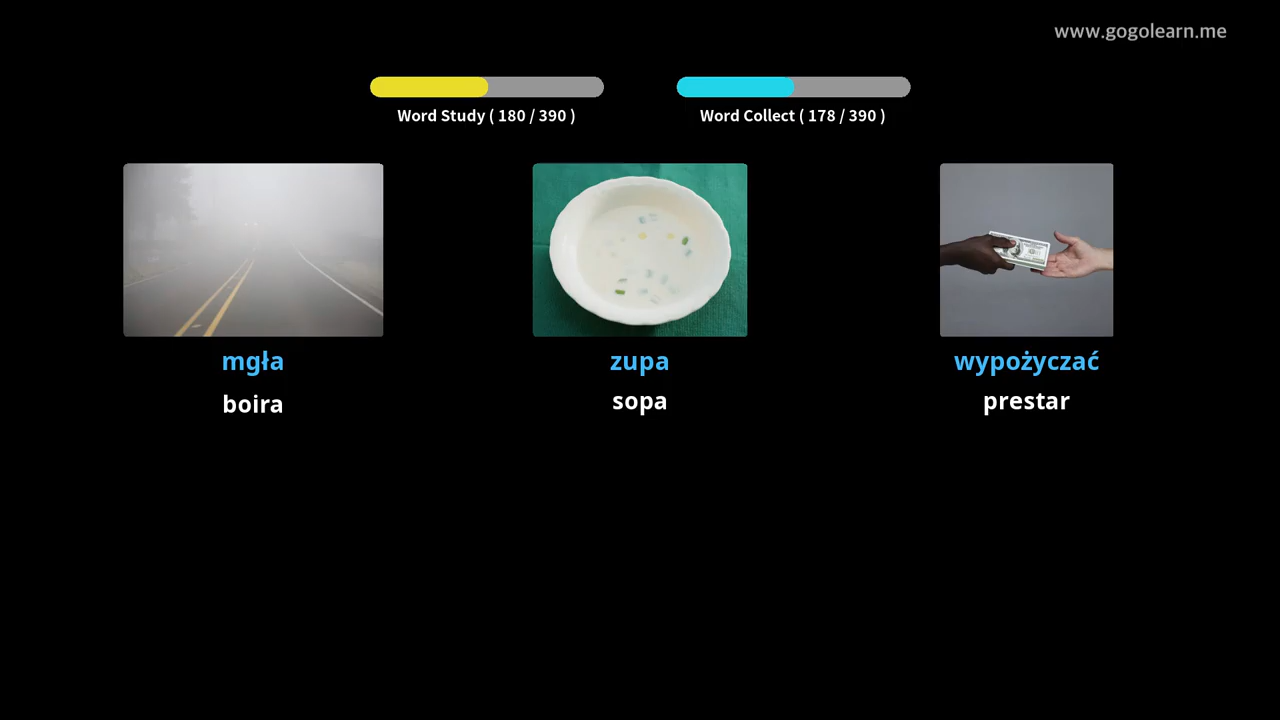 www.gogolearn.me
Word Study ( 180 / 390 )
Word Collect ( 178 / 390 )
mgła
zupa
wypożyczać
boira
sopa
prestar